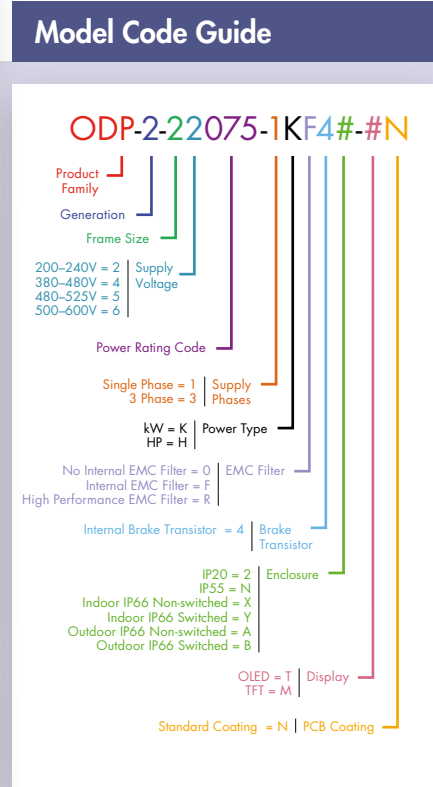 Model Code Guide
ODP-2-22075-1KF4#-#N
Product
Family
Generation
Frame Size
200–240V = 2 Supply
380–480V = 4 Voltage
480–525V = 5
500–600V = 6
Power Rating Code
Single Phase = 1 Supply
3 Phase = 3 Phases
kW = K Power Type
HP = H
No Internal EMC Filter = 0 EMC Filter
Internal EMC Filter = F
High Performance EMC Filter = R
Internal Brake Transistor = 4 Brake
Transistor
IP20 = 2 Enclosure
IP55 = N
Indoor IP66 Non-switched = X
Indoor IP66 Switched = Y
Outdoor IP66 Non-switched = A
Outdoor IP66 Switched = B
OLED = T Display
TFT = M
Standard Coating = N PCB Coating